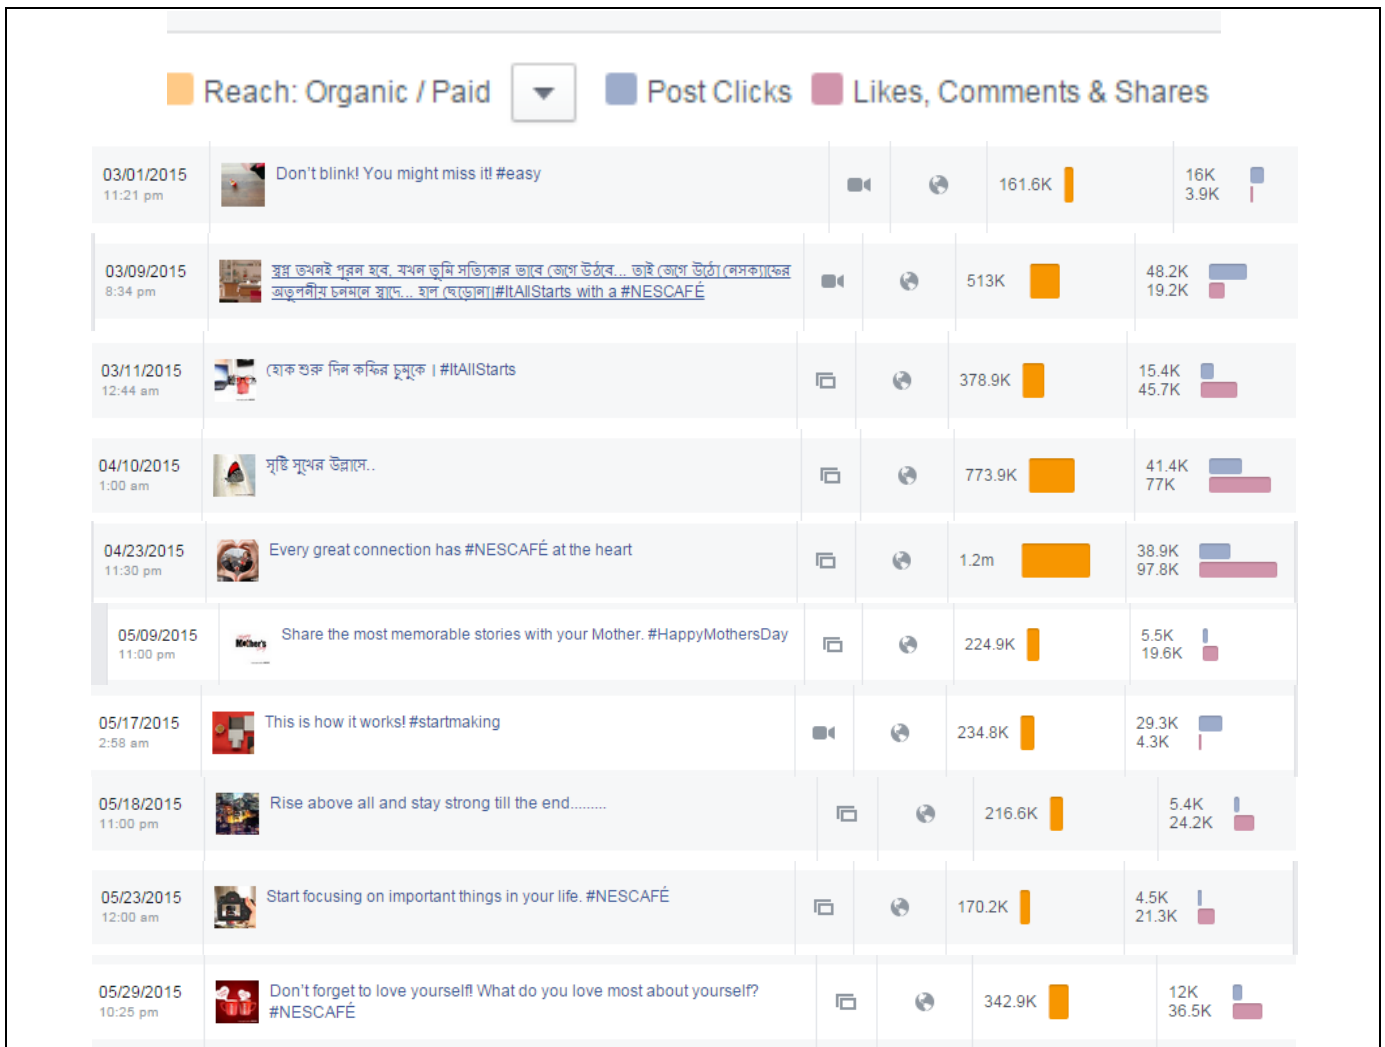 Reach: Organic / Paid Post Clicks Likes, Comments & Shares
03/01/2015
11:21 pm
Don't blink! You might miss it! #easy
161.6K
16K
3.9K
03/09/2015
8:34 pm
স্বপ্ন তখনই পূরন হবে, যখন তুমি সত্যিকার ভাবে জেগে উঠবে... তাই জেগে উঠো নেসক্যাফের
অতুলনীয় চনমনে স্বাদে... হাল ছেড়োনা।#ItAllStarts with a #NESCAFÉ
513K
48.2K
19.2K
03/11/2015
12:44 am
হোক শুরু দিন কফির চুমুকে । #ItAllStarts
378.9K
15.4K
45.7K
04/10/2015
1:00 am
সৃষ্টি সুখের উল্লাসে..
773.9K
41.4K
77K
04/23/2015
11:30 pm
Every great connection has #NESCAFÉ at the heart
1.2m
38.9K
97.8K
05/09/2015
11:00 pm
Mother's
Share the most memorable stories with your Mother. #HappyMothersDay
224.9K
5.5K
19.6K
05/17/2015
2:58 am
This is how it works! #startmaking
234.8K
29.3K
4.3K
05/18/2015
11:00 pm
Rise above all and stay strong till the end.........
216.6K
5.4K
24.2K
05/23/2015
12:00 am
Start focusing on important things in your life. #NESCAFÉ
170.2K
4.5K
21.3K
05/29/2015
10:25 pm
Don't forget to love yourself! What do you love most about yourself?
#NESCAFÉ
342.9K
12K
36.5K